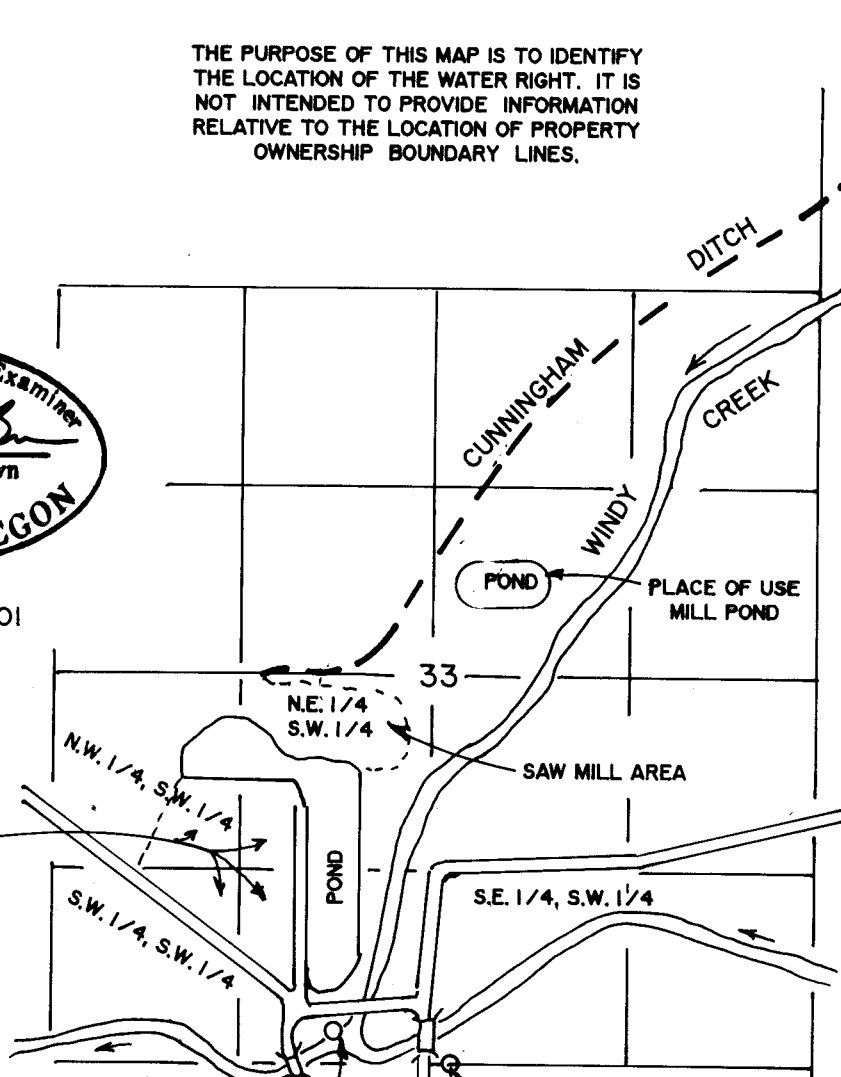 THE PURPOSE OF THIS MAP IS TO IDENTIFY
THE LOCATION OF THE WATER RIGHT. IT IS
NOT INTENDED TO PROVIDE INFORMATION
RELATIVE TO THE LOCATION OF PROPERTY
OWNERSHIP BOUNDARY LINES.
DITCH
CUNNINGHAM
CREEK
WINDY
POND
PLACE OF USE
MILL POND
33
N.E. 1/4
S.W. 1/4
SAW MILL AREA
N.W. 1/4, S.W. 1/4
POND
S.E. 1/4, S.W. 1/4
S.W. 1/4, S.W. 1/4
Examiner
EGON